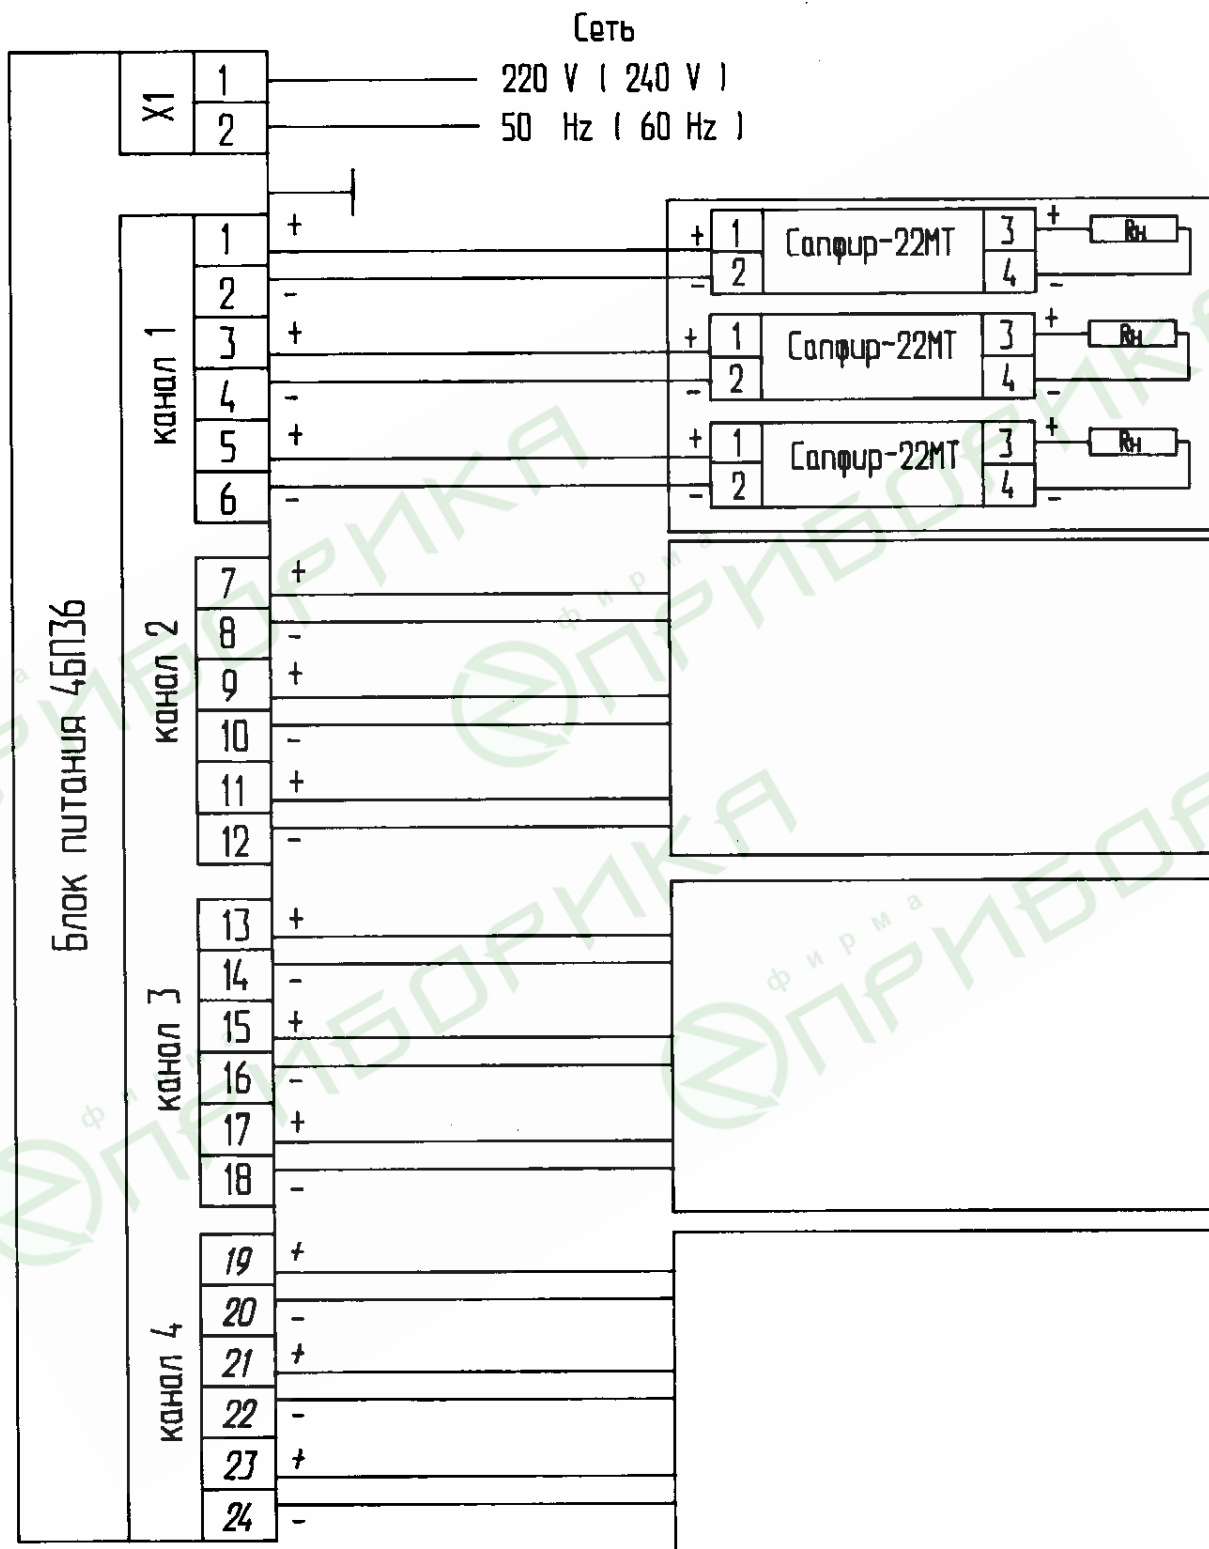 Сеть
220 V ( 240 V )
50 Hz ( 60 Hz )
X1
1
2
Блок питания 4БП36
канал 1
1 +
2 -
3 +
4 -
5 +
6 -
+ 1 Сапфир-22МТ 3 + Rн
- 2 4 -
+ 1 Сапфир-22МТ 3 + Rн
- 2 4 -
+ 1 Сапфир-22МТ 3 + Rн
- 2 4 -
канал 2
7 +
8 -
9 +
10 -
11 +
12 -
канал 3
13 +
14 -
15 +
16 -
17 +
18 -
канал 4
19 +
20 -
21 +
22 -
23 +
24 -
фирма
ПРИБОРИКА